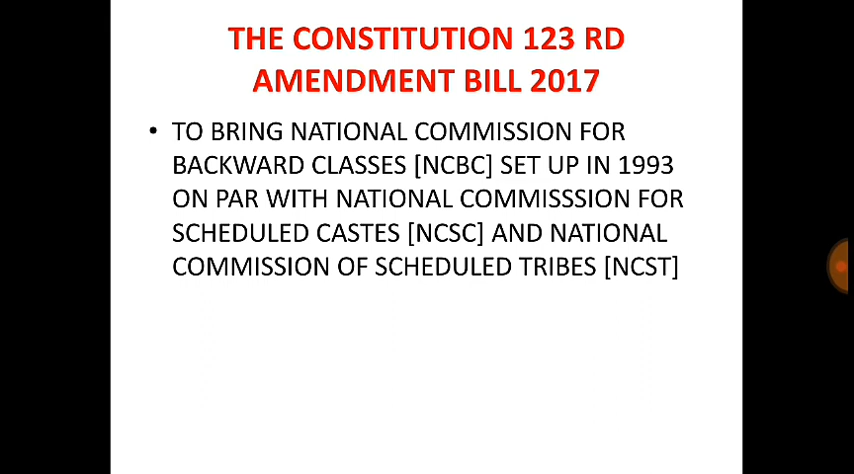 THE CONSTITUTION 123 RD
AMENDMENT BILL 2017
• TO BRING NATIONAL COMMISSION FOR
BACKWARD CLASSES [NCBC] SET UP IN 1993
ON PAR WITH NATIONAL COMMISSSION FOR
SCHEDULED CASTES [NCSC] AND NATIONAL
COMMISSION OF SCHEDULED TRIBES [NCST]